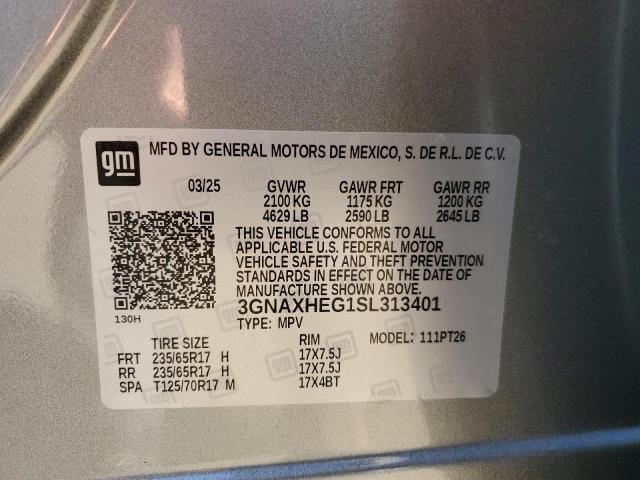 gm
MFD BY GENERAL MOTORS DE MEXICO, S. DE R.L. DE C.V.
03/25 GVWR GAWR FRT GAWR RR
2100 KG 1175 KG 1200 KG
4629 LB 2590 LB 2645 LB
THIS VEHICLE CONFORMS TO ALL
APPLICABLE U.S. FEDERAL MOTOR
VEHICLE SAFETY AND THEFT PREVENTION
STANDARDS IN EFFECT ON THE DATE OF
MANUFACTURE SHOWN ABOVE.
3GNAXHEG1SL313401
130H
TYPE: MPV MODEL: 111PT26
TIRE SIZE RIM
FRT 235/65R17 H 17X7.5J
RR 235/65R17 H 17X7.5J
SPA T125/70R17 M 17X4BT